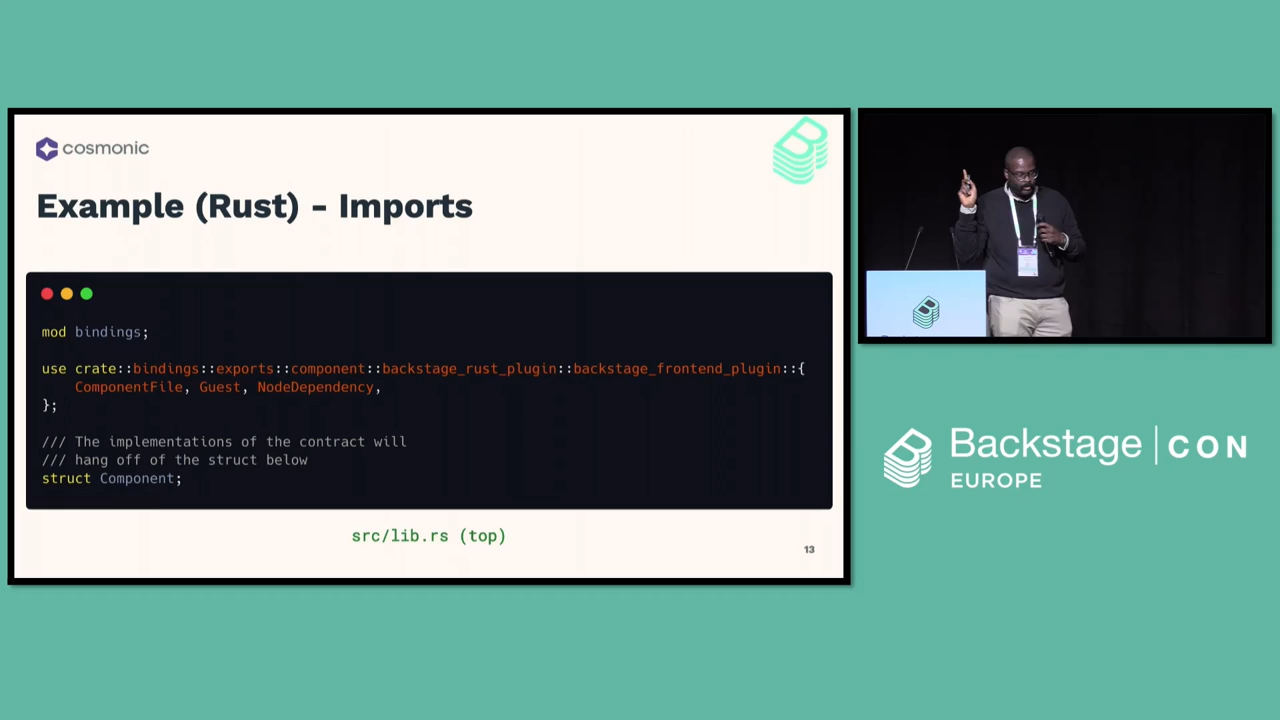 cosmonic
Example (Rust) - Imports
mod bindings;
use crate::bindings::exports::component::backstage_rust_plugin::backstage_frontend_plugin::{
    ComponentFile, Guest, NodeDependency,
};
/// The implementations of the contract will
/// hang off of the struct below
struct Component;
src/lib.rs (top)
13
Backstage | CON
EUROPE